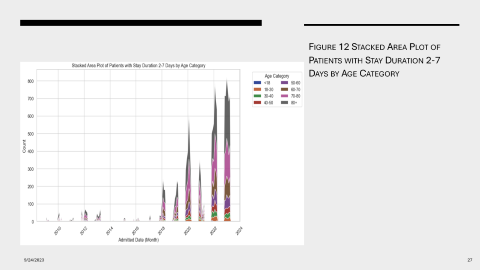 Figure 12 Stacked Area Plot of
Patients with Stay Duration 2-7
Days by Age Category
Stacked Area Plot of Patients with Stay Duration 2-7 Days by Age Category
Age Category
<18 50-60
18-30 60-70
30-40 70-80
40-50 80+
Count
800
700
600
500
400
300
200
100
0
2010 2012 2014 2016 2018 2020 2022 2024
Admitted Date (Month)
9/24/2023
27